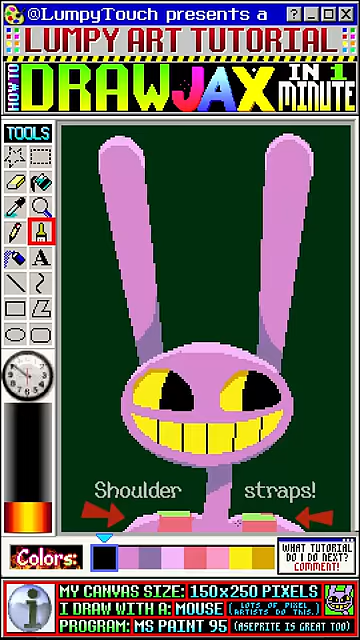 @LumpyTouch presents a
LUMPY ART TUTORIAL
HOW TO DRAW JAX IN 1 MINUTE
TOOLS
A
Shoulder straps!
Colors:
WHAT TUTORIAL
DO I DO NEXT?
COMMENT!
MY CANVAS SIZE: 150x250 PIXELS
I DRAW WITH A: MOUSE (LOTS OF PIXEL ARTISTS DO THIS.)
PROGRAM: MS PAINT 95 (ASEPRITE IS GREAT TOO)